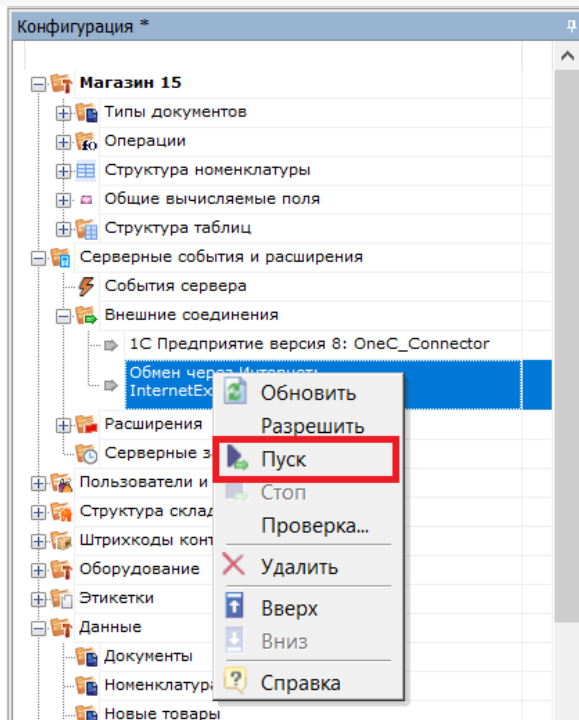 Конфигурация *
Магазин 15
Типы документов
Операции
Структура номенклатуры
Общие вычисляемые поля
Структура таблиц
Серверные события и расширения
События сервера
Внешние соединения
1С Предприятие версия 8: OneC_Connector
Обмен через Интернет:
InternetEx
Обновить
Разрешить
Расширения
Пуск
Серверные з
Пользователи и
Стоп
Структура склад
Проверка...
Штрихкоды конт
Оборудование
Удалить
Этикетки
Вверх
Данные
Вниз
Документы
Номенклатура
Справка
Новые товары